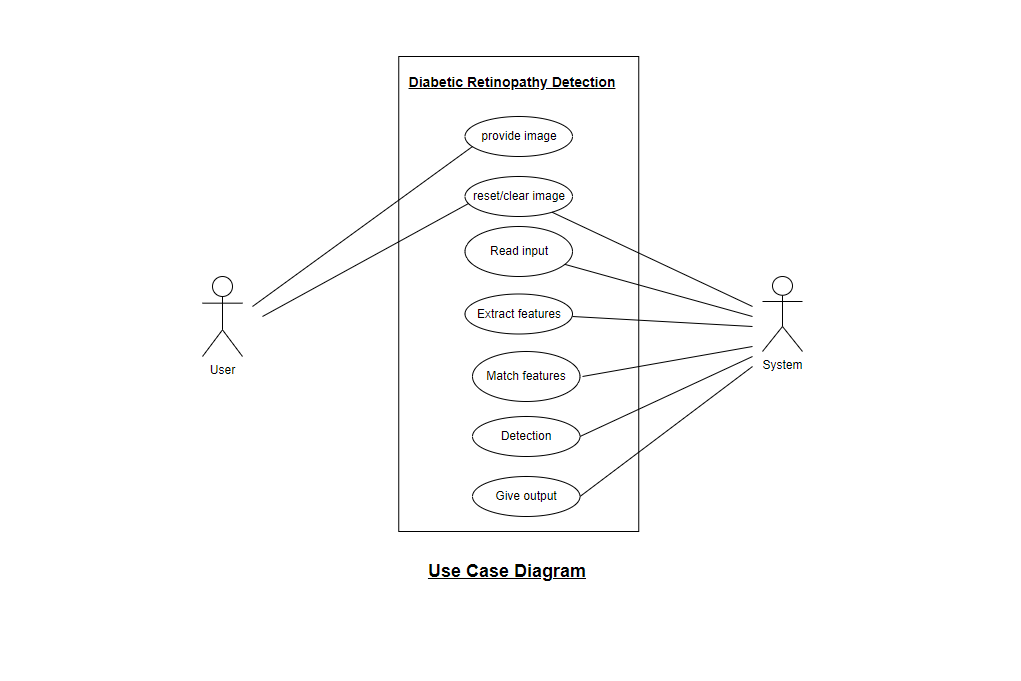 Diabetic Retinopathy Detection
provide image
reset/clear image
Read input
Extract features
Match features
Detection
Give output
User
System
Use Case Diagram